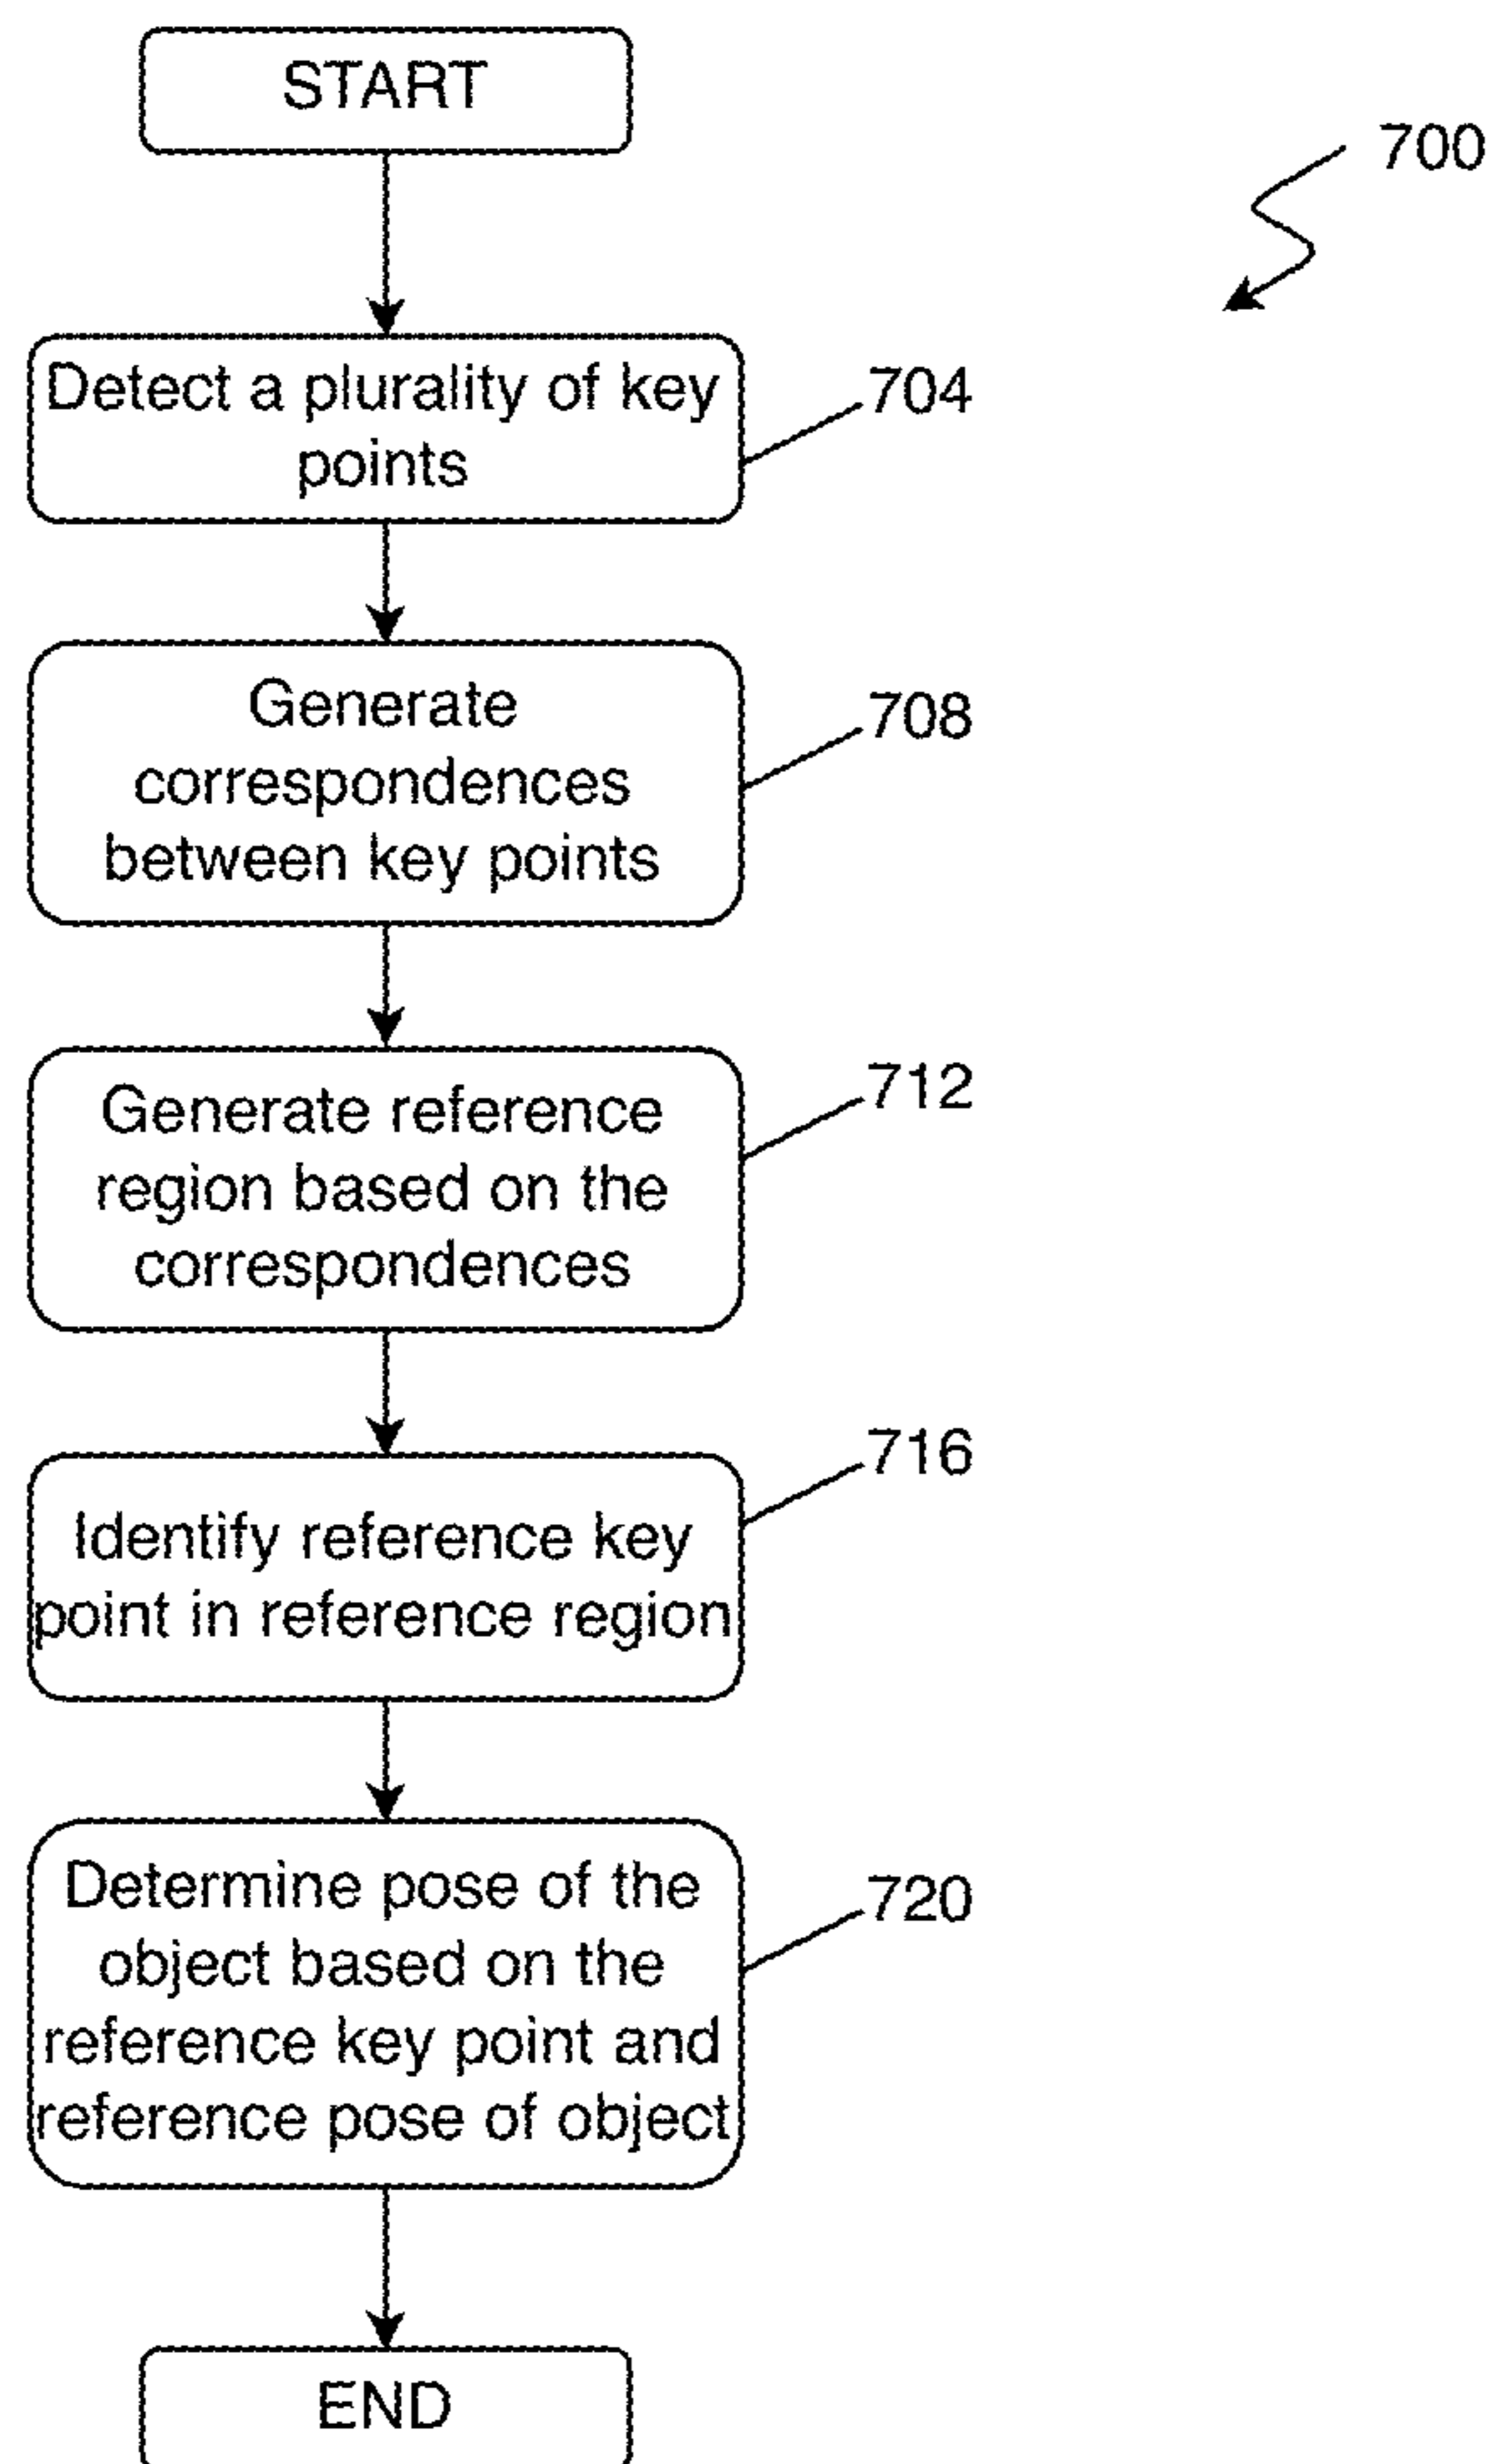 START
700
Detect a plurality of key
points
704
Generate
correspondences
between key points
708
Generate reference
region based on the
correspondences
712
Identify reference key
point in reference region
716
Determine pose of the
object based on the
reference key point and
reference pose of object
720
END